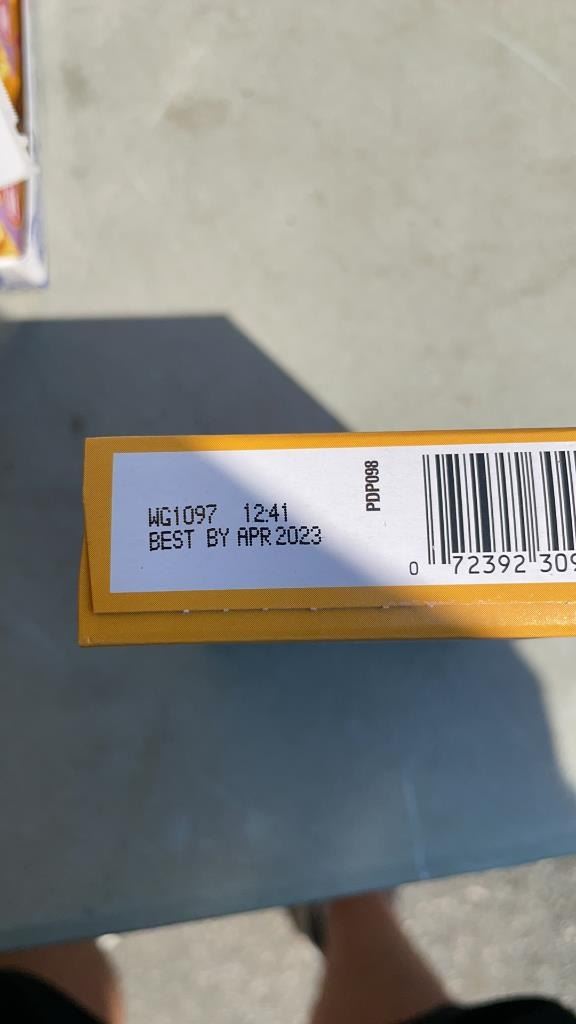 WG1097 12:41
BEST BY APR 2023
PDP098
0 72392 309